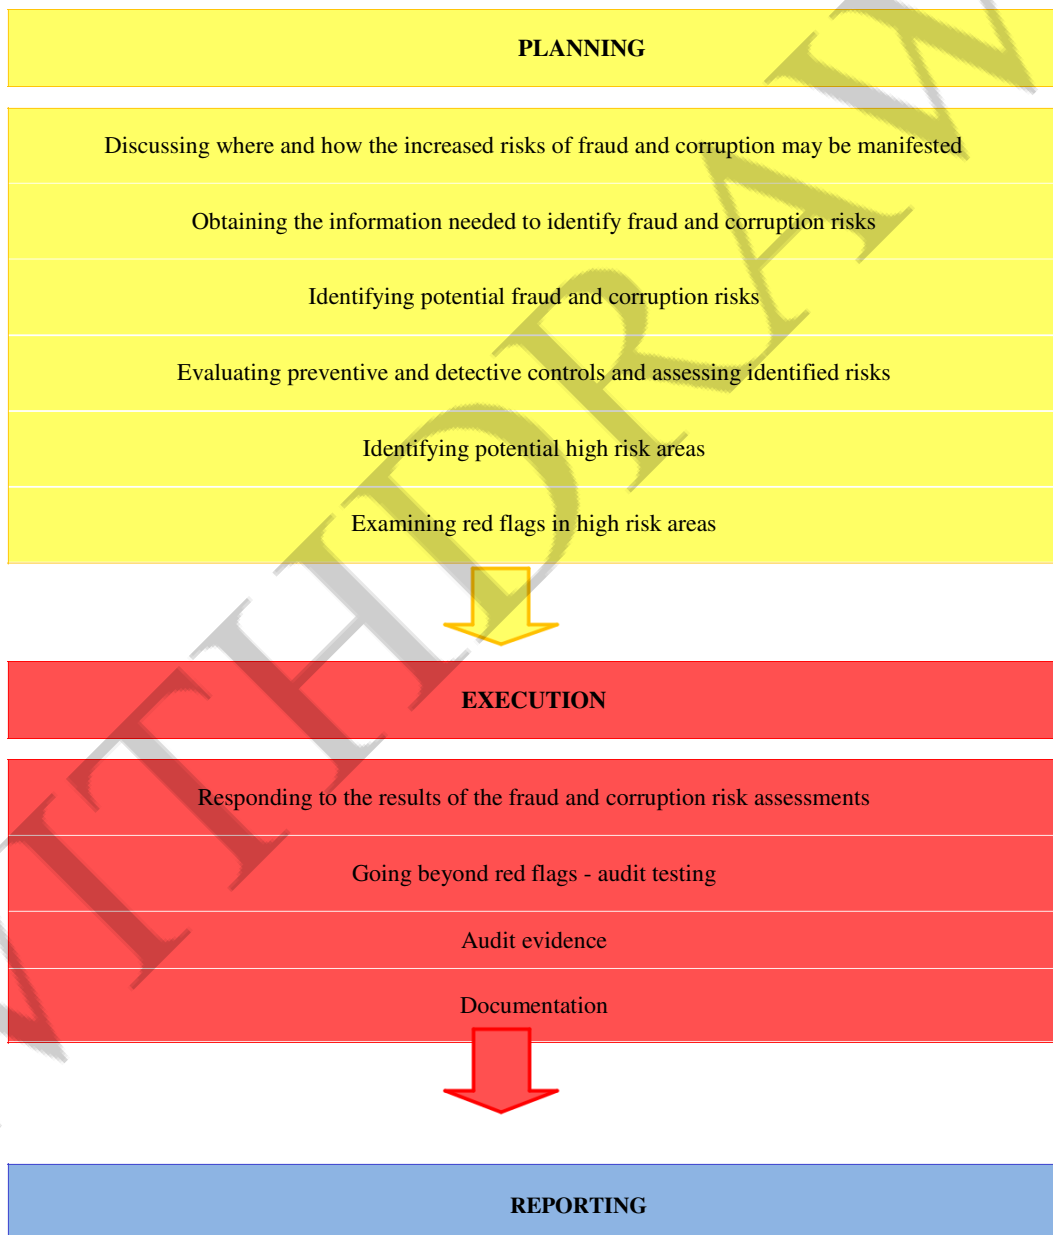 PLANNING
Discussing where and how the increased risks of fraud and corruption may be manifested
Obtaining the information needed to identify fraud and corruption risks
Identifying potential fraud and corruption risks
Evaluating preventive and detective controls and assessing identified risks
Identifying potential high risk areas
Examining red flags in high risk areas
EXECUTION
Responding to the results of the fraud and corruption risk assessments
Going beyond red flags - audit testing
Audit evidence
Documentation
REPORTING
WITHDRAW